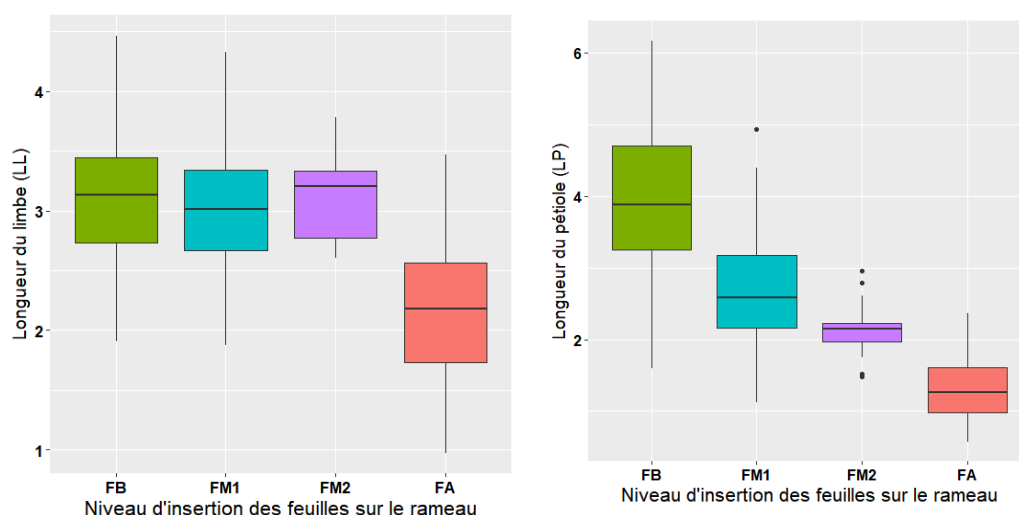 Longueur du limbe (LL)
4
3
2
1
FB FM1 FM2 FA
Niveau d'insertion des feuilles sur le rameau
Longueur du pétiole (LP)
6
4
2
FB FM1 FM2 FA
Niveau d'insertion des feuilles sur le rameau